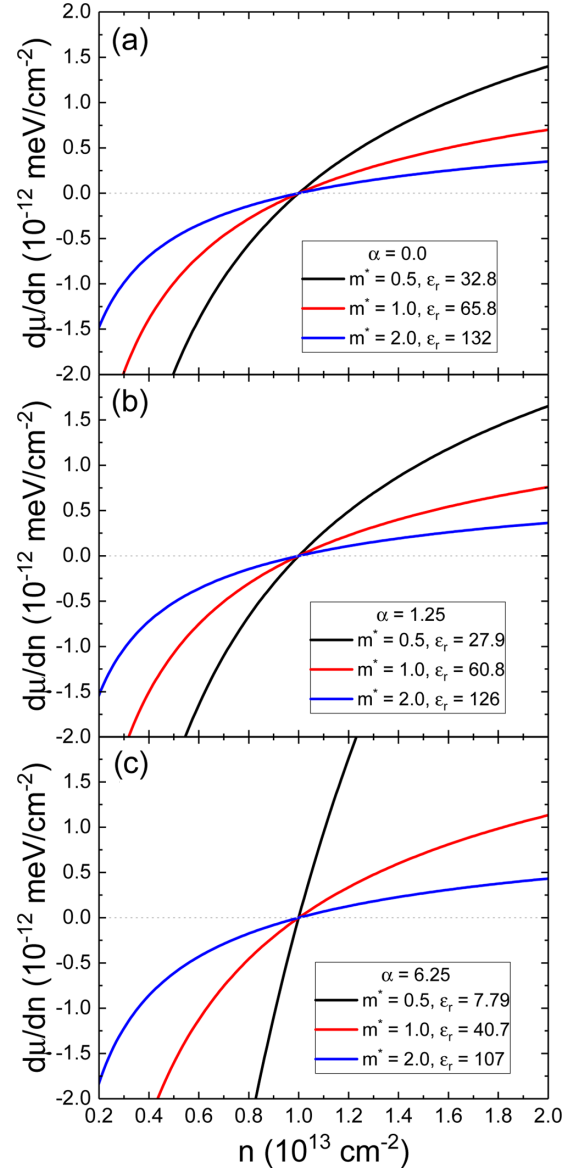 (a)
2.0
1.5
1.0
0.5
0.0
-0.5
-1.0
-1.5
-2.0
dμ/dn (10⁻¹² meV/cm⁻²)
α = 0.0
m* = 0.5, εᵣ = 32.8
m* = 1.0, εᵣ = 65.8
m* = 2.0, εᵣ = 132
(b)
1.5
1.0
0.5
0.0
-0.5
-1.0
-1.5
-2.0
dμ/dn (10⁻¹² meV/cm⁻²)
α = 1.25
m* = 0.5, εᵣ = 27.9
m* = 1.0, εᵣ = 60.8
m* = 2.0, εᵣ = 126
(c)
1.5
1.0
0.5
0.0
-0.5
-1.0
-1.5
-2.0
dμ/dn (10⁻¹² meV/cm⁻²)
α = 6.25
m* = 0.5, εᵣ = 7.79
m* = 1.0, εᵣ = 40.7
m* = 2.0, εᵣ = 107
0.2 0.4 0.6 0.8 1.0 1.2 1.4 1.6 1.8 2.0
n (10¹³ cm⁻²)